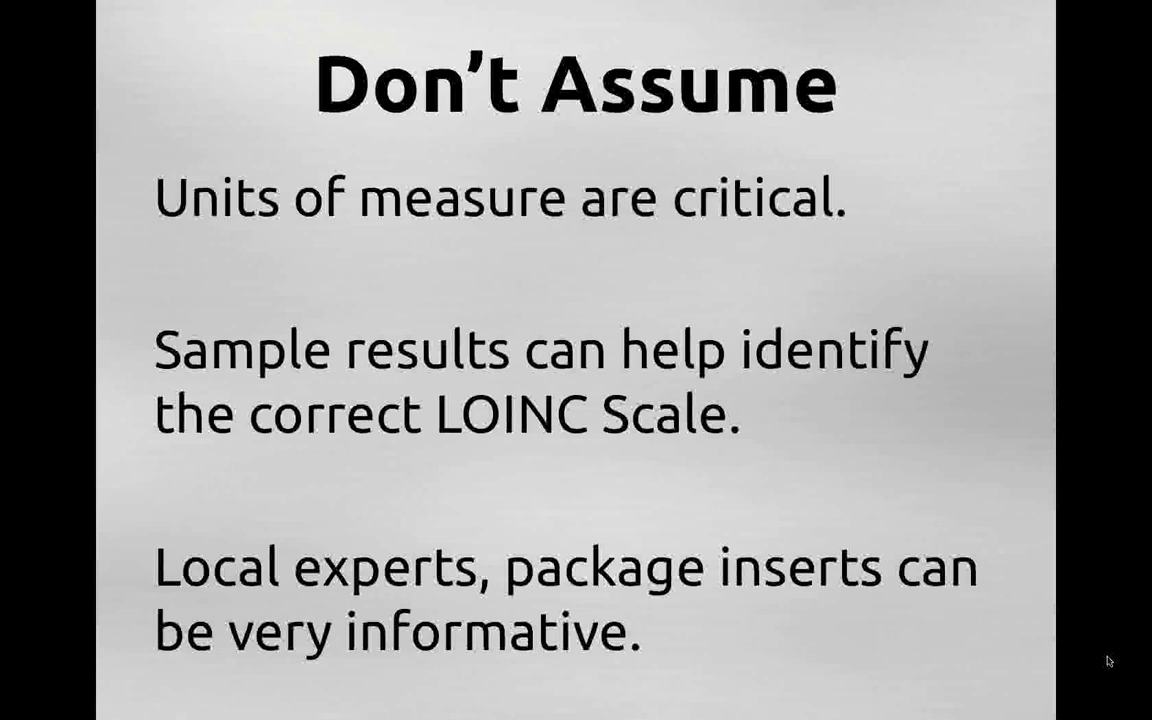 Don’t Assume
Units of measure are critical.
Sample results can help identify
the correct LOINC Scale.
Local experts, package inserts can
be very informative.